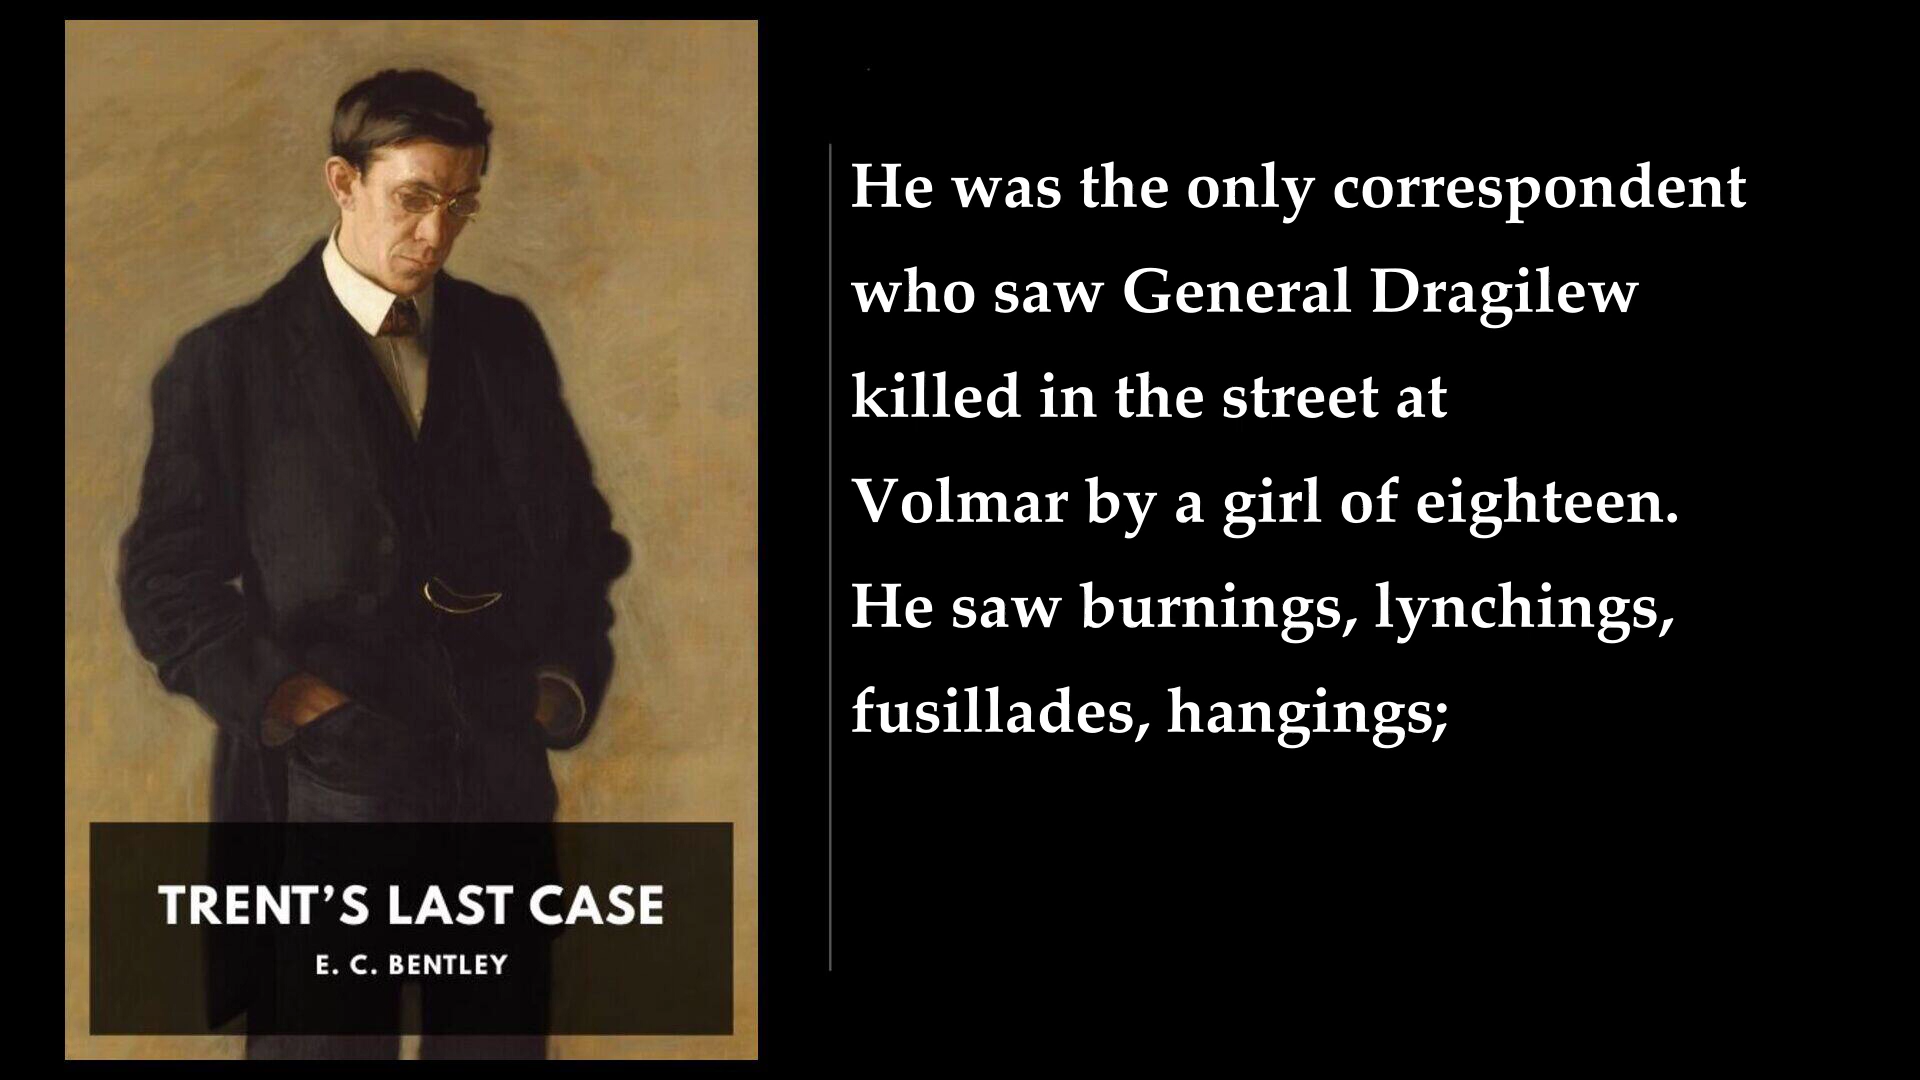 He was the only correspondent
who saw General Dragilew
killed in the street at
Volmar by a girl of eighteen.
He saw burnings, lynchings,
fusillades, hangings;
TRENT’S LAST CASE
E. C. BENTLEY